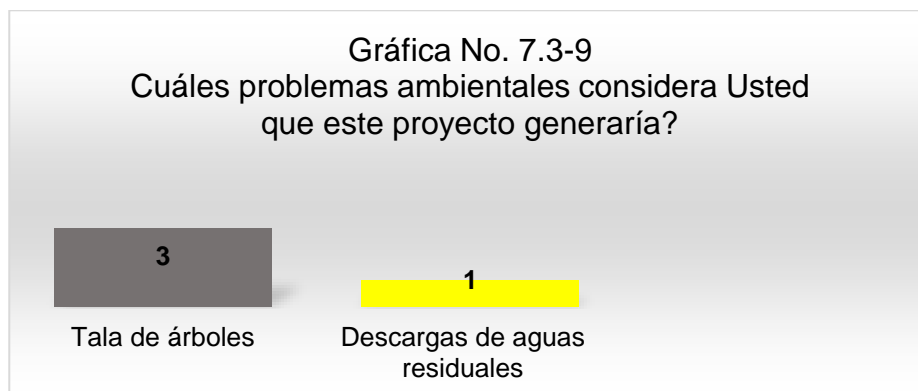 Gráfica No. 7.3-9
Cuáles problemas ambientales considera Usted
que este proyecto generaría?
3
1
Tala de árboles
Descargas de aguas
residuales